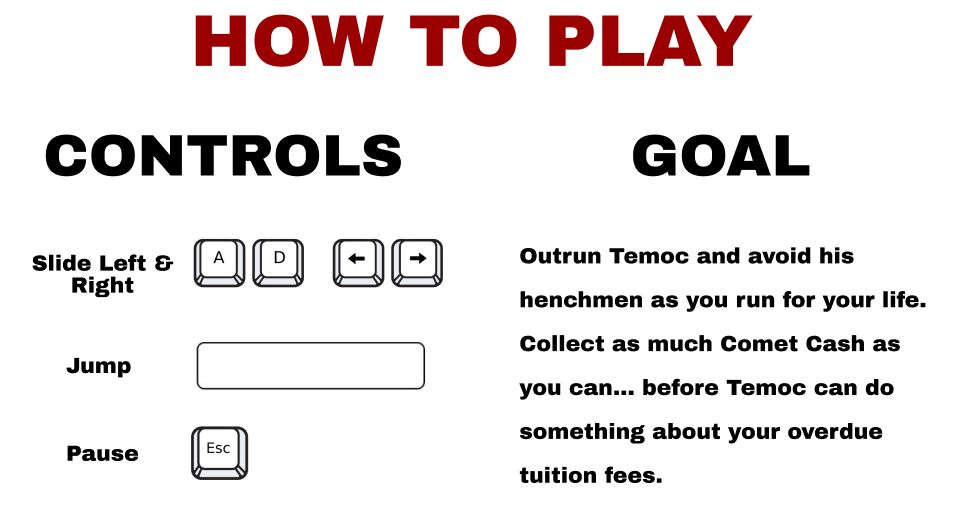 HOW TO PLAY
CONTROLS
Slide Left &
Right
A D ← →
Jump
Pause
Esc
GOAL
Outrun Temoc and avoid his
henchmen as you run for your life.
Collect as much Comet Cash as
you can... before Temoc can do
something about your overdue
tuition fees.